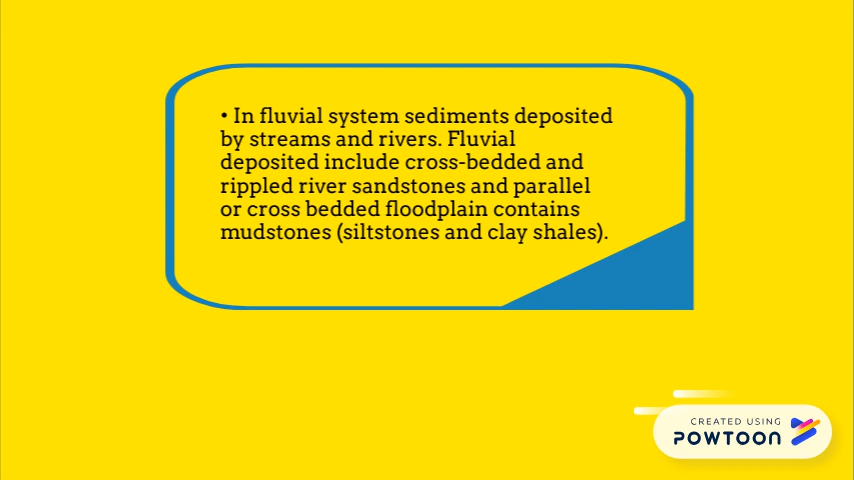 • In fluvial system sediments deposited
by streams and rivers. Fluvial
deposited include cross-bedded and
rippled river sandstones and parallel
or cross bedded floodplain contains
mudstones (siltstones and clay shales).
CREATED USING
POWTOON